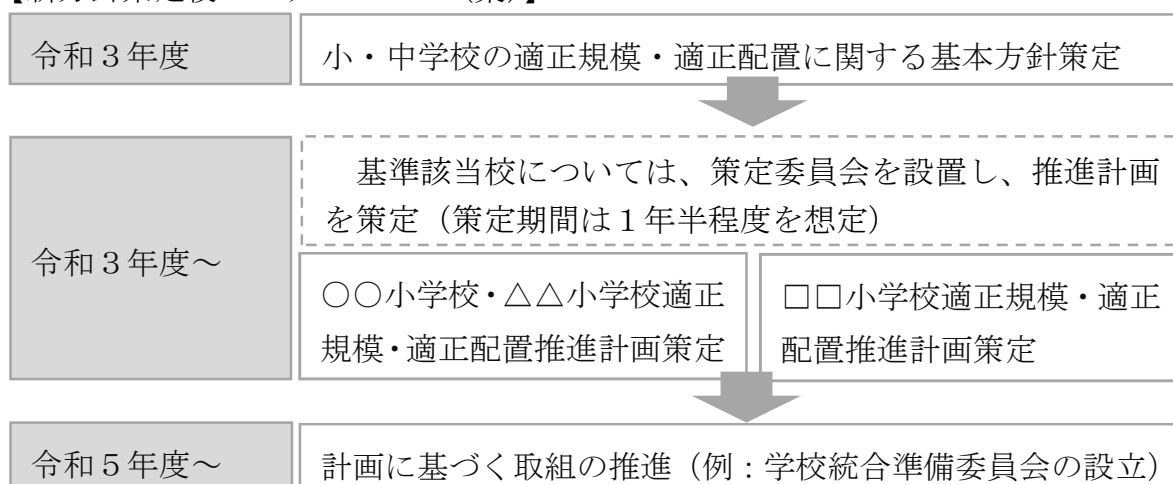 令和３年度
小・中学校の適正規模・適正配置に関する基本方針策定
令和３年度～
基準該当校については、策定委員会を設置し、推進計画
を策定（策定期間は１年半程度を想定）
○○小学校・△△小学校適正
規模・適正配置推進計画策定
□□小学校適正規模・適正
配置推進計画策定
令和５年度～
計画に基づく取組の推進（例：学校統合準備委員会の設立）